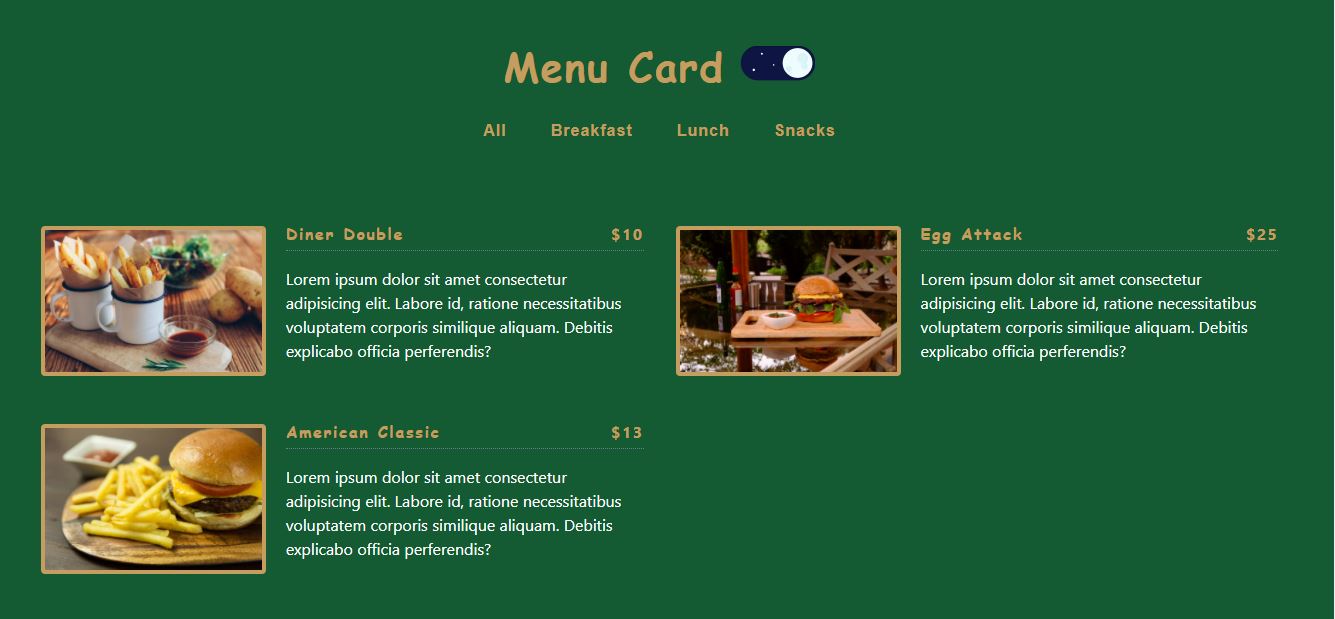 Menu Card
All Breakfast Lunch Snacks
Diner Double $10
Lorem ipsum dolor sit amet consectetur
adipisicing elit. Labore id, ratione necessitatibus
voluptatem corporis similique aliquam. Debitis
explicabo officia perferendis?
Egg Attack $25
Lorem ipsum dolor sit amet consectetur
adipisicing elit. Labore id, ratione necessitatibus
voluptatem corporis similique aliquam. Debitis
explicabo officia perferendis?
American Classic $13
Lorem ipsum dolor sit amet consectetur
adipisicing elit. Labore id, ratione necessitatibus
voluptatem corporis similique aliquam. Debitis
explicabo officia perferendis?